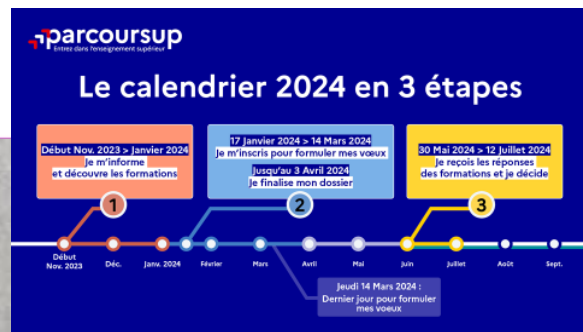 parcoursup
Entrez dans l'enseignement supérieur
Le calendrier 2024 en 3 étapes
Début Nov. 2023 > Janvier 2024
Je m'informe
et découvre les formations
17 Janvier 2024 > 14 Mars 2024
Je m'inscris pour formuler mes vœux
Jusqu'au 3 Avril 2024
Je finalise mon dossier
30 Mai 2024 > 12 Juillet 2024
Je reçois les réponses
des formations et je décide
1
2
3
Début
Nov. 2023
Déc.
Janv. 2024
Février
Mars
Avril
Mai
Juin
Juillet
Août
Sept.
Jeudi 14 Mars 2024 :
Dernier jour pour formuler
mes voeux